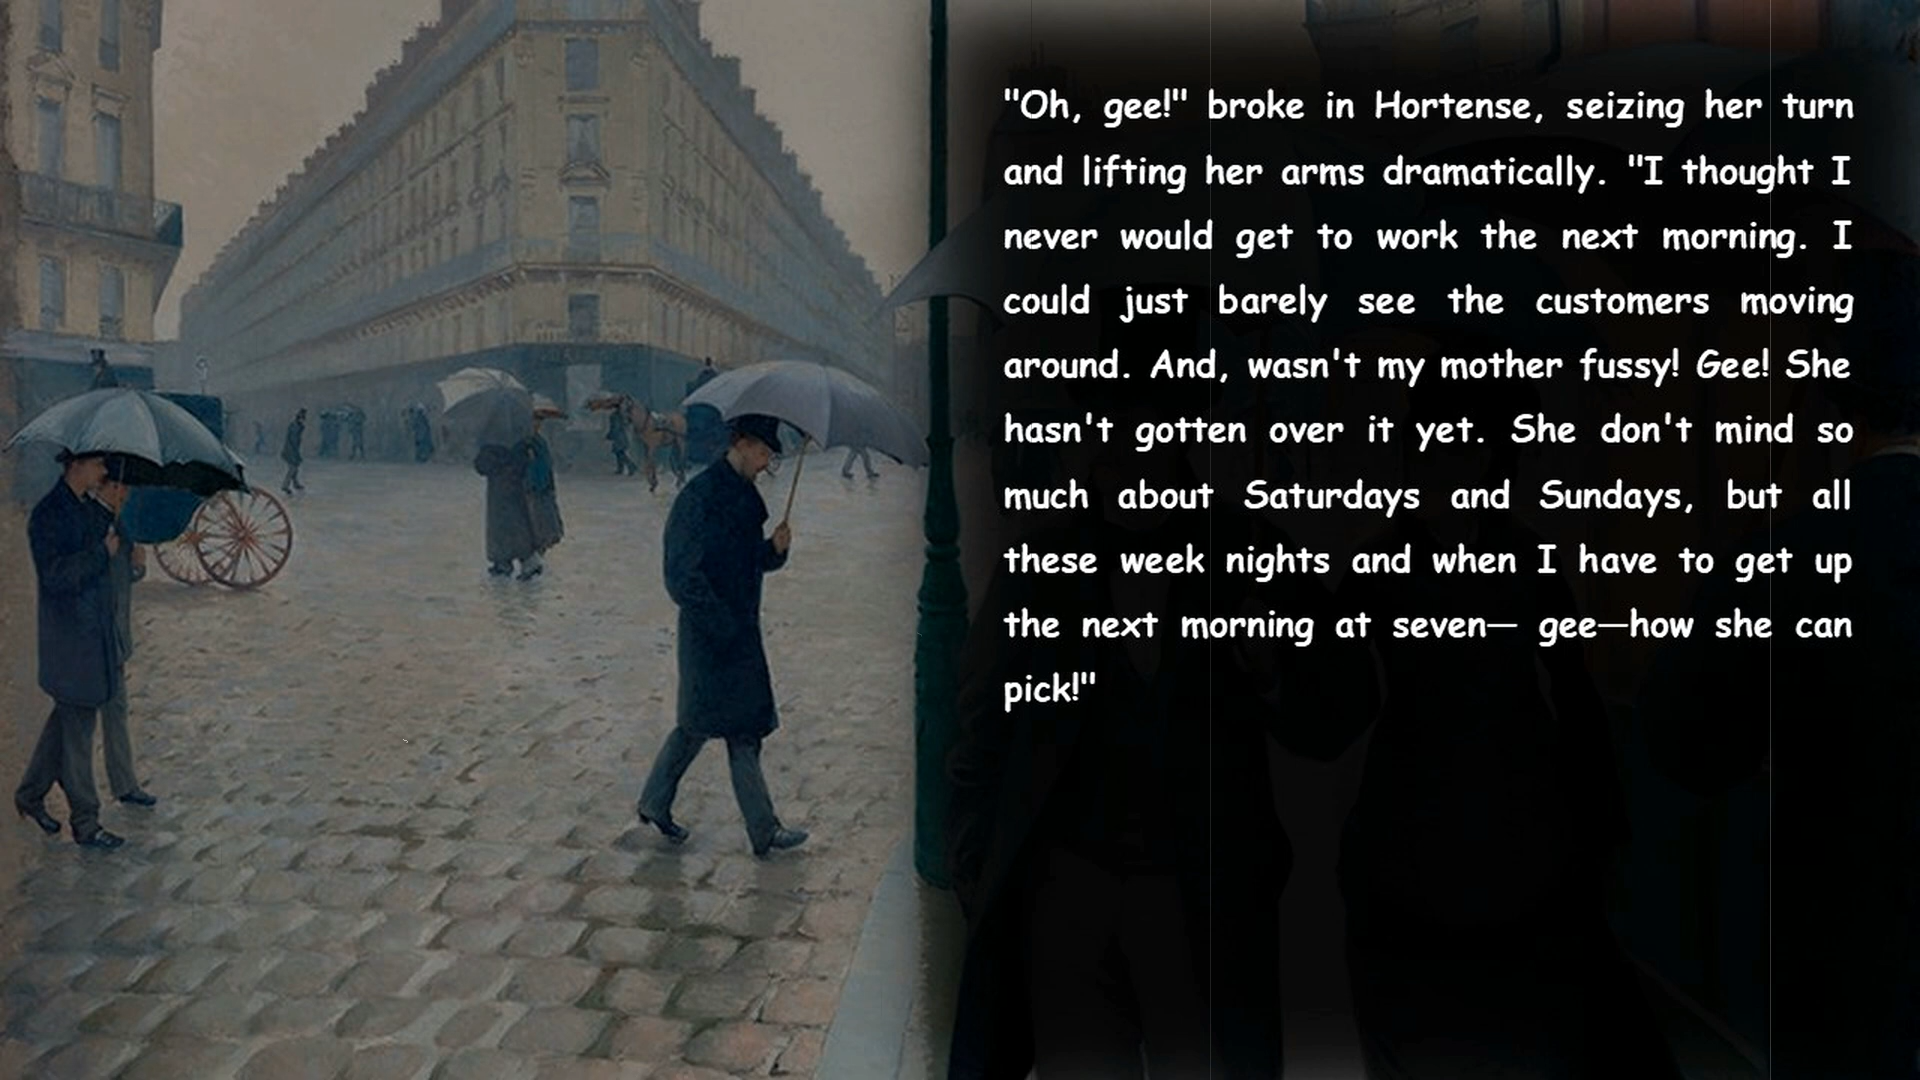 "Oh, gee!" broke in Hortense, seizing her turn
and lifting her arms dramatically. "I thought I
never would get to work the next morning. I
could just barely see the customers moving
around. And, wasn't my mother fussy! Gee! She
hasn't gotten over it yet. She don't mind so
much about Saturdays and Sundays, but all
these week nights and when I have to get up
the next morning at seven— gee—how she can
pick!"